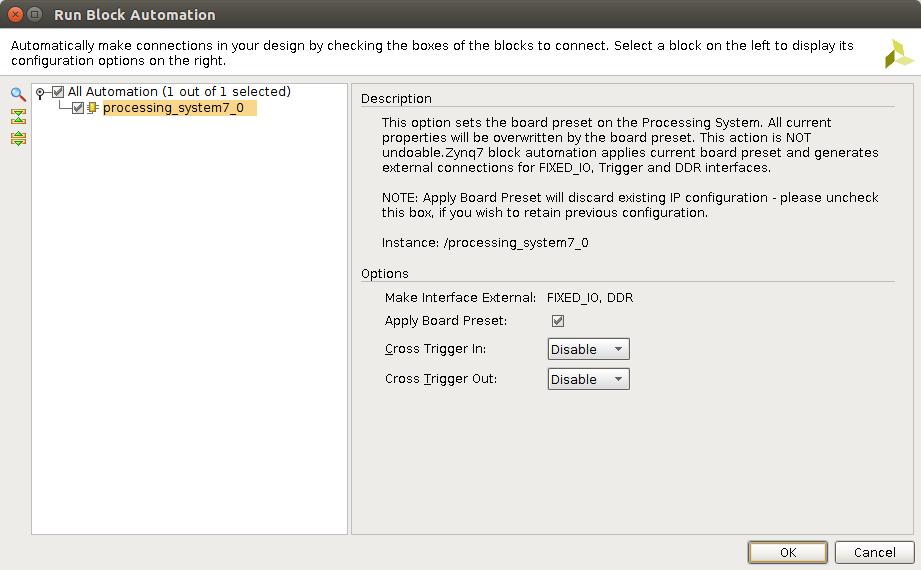 Run Block Automation
Automatically make connections in your design by checking the boxes of the blocks to connect. Select a block on the left to display its
configuration options on the right.
All Automation (1 out of 1 selected)
processing_system7_0
Description
This option sets the board preset on the Processing System. All current
properties will be overwritten by the board preset. This action is NOT
undoable.Zynq7 block automation applies current board preset and generates
external connections for FIXED_IO, Trigger and DDR interfaces.
NOTE: Apply Board Preset will discard existing IP configuration - please uncheck
this box, if you wish to retain previous configuration.
Instance: /processing_system7_0
Options
Make Interface External: FIXED_IO, DDR
Apply Board Preset:
Cross Trigger In: Disable
Cross Trigger Out: Disable
OK Cancel